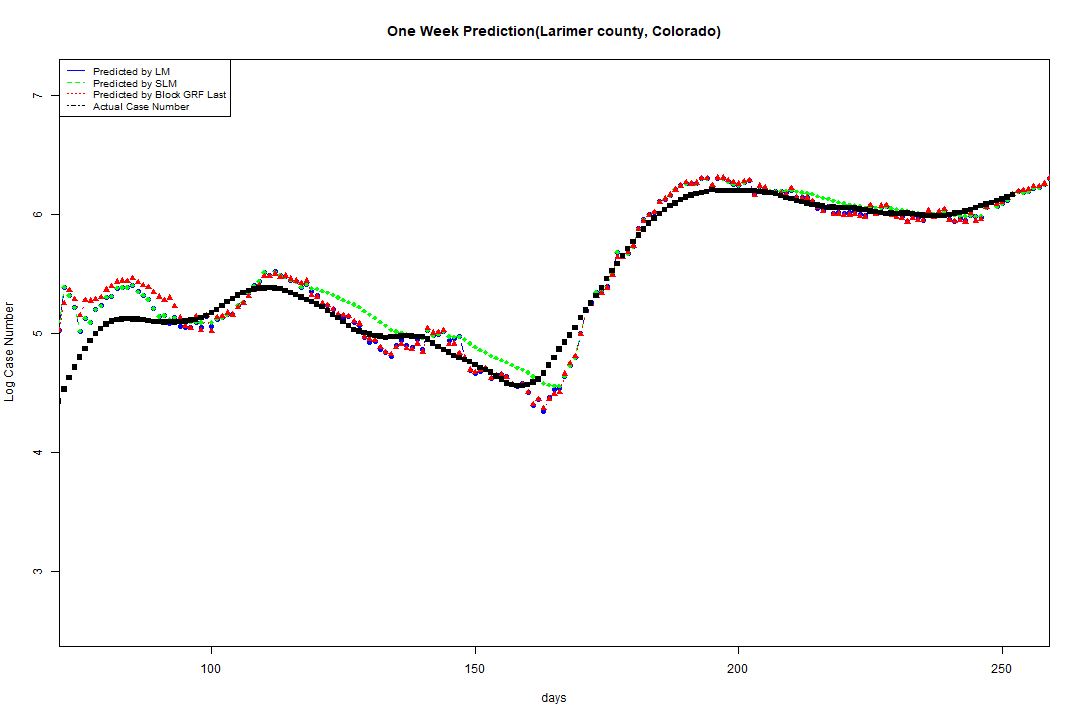 One Week Prediction(Larimer county, Colorado)
Predicted by LM
Predicted by SLM
Predicted by Block GRF Last
Actual Case Number
7
6
5
4
3
Log Case Number
100 150 200 250
days